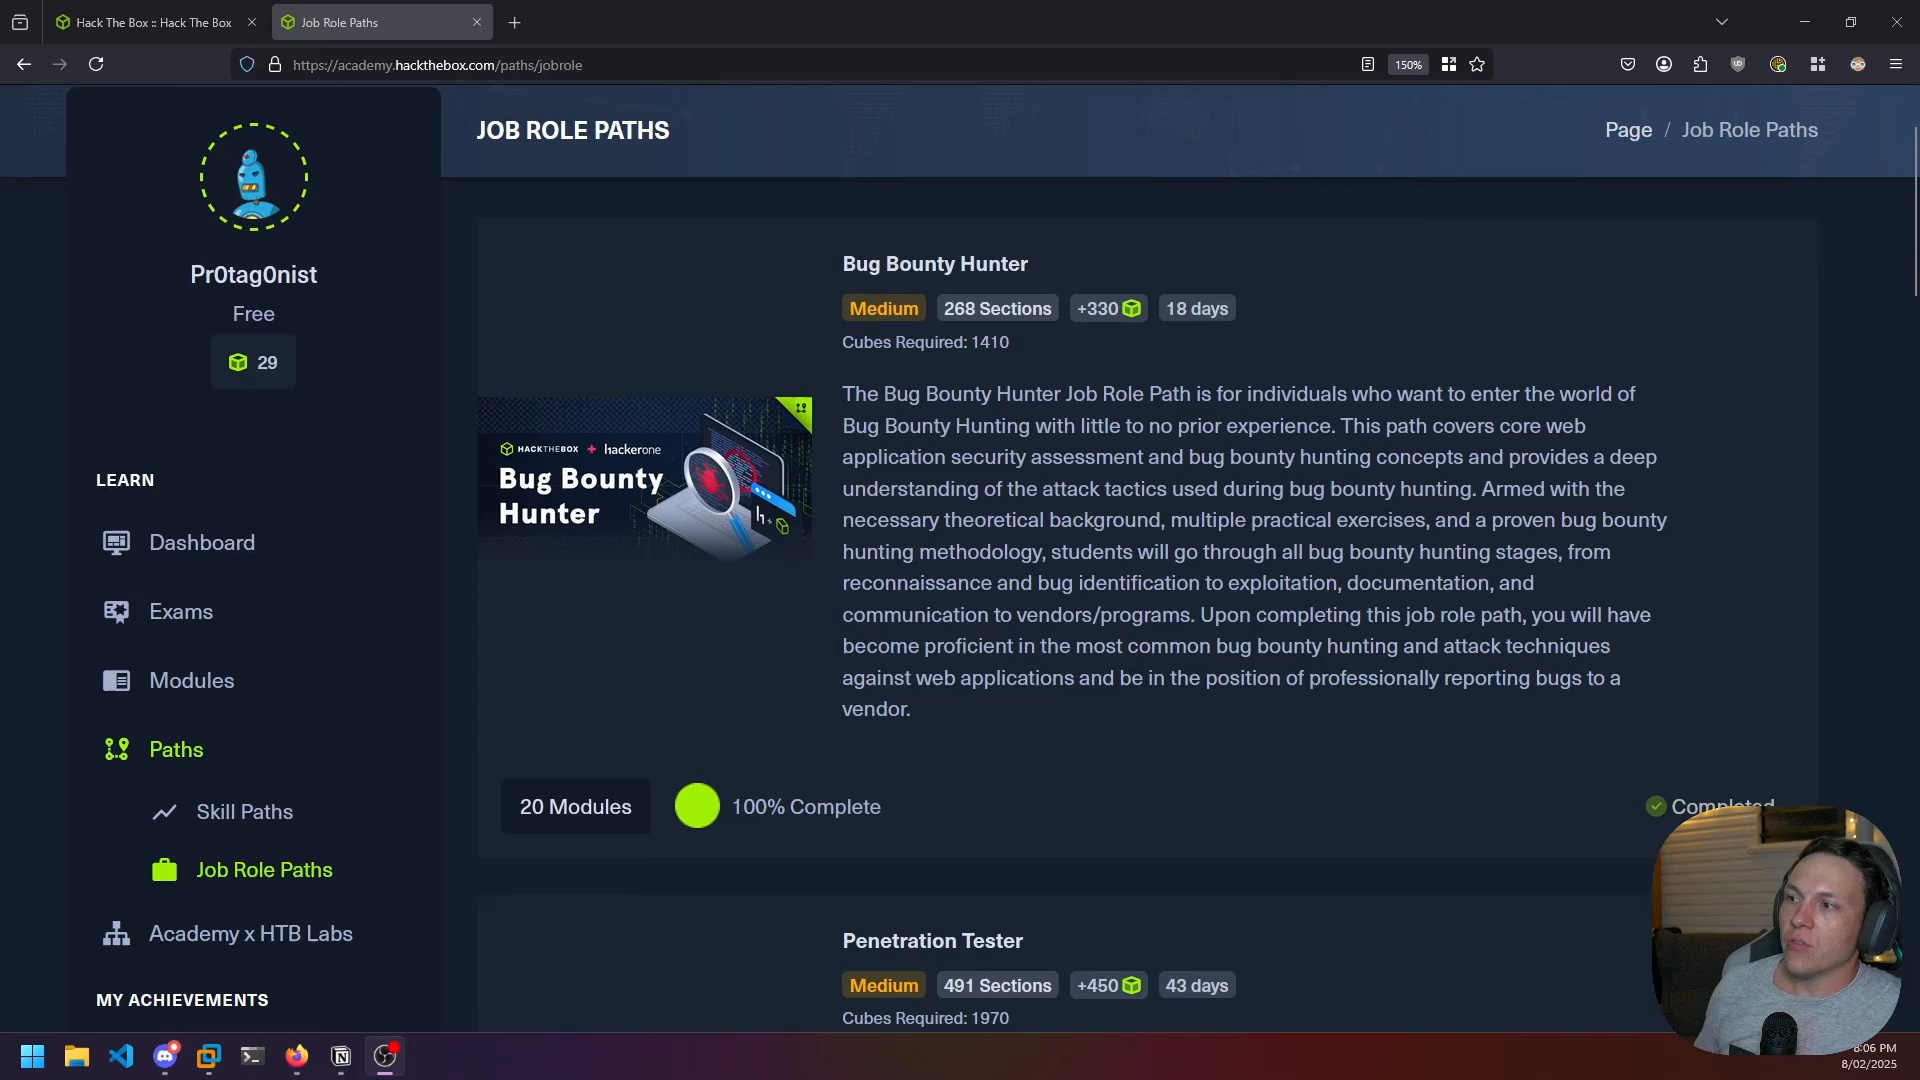 Hack The Box :: Hack The Box
Job Role Paths
https://academy.hackthebox.com/paths/jobrole
150%
JOB ROLE PATHS
Page / Job Role Paths
Pr0tag0nist
Free
29
LEARN
Dashboard
Exams
Modules
Paths
Skill Paths
Job Role Paths
Academy x HTB Labs
MY ACHIEVEMENTS
HACKTHEBOX + hackerone
Bug Bounty
Hunter
Bug Bounty Hunter
Medium 268 Sections +330 18 days
Cubes Required: 1410
The Bug Bounty Hunter Job Role Path is for individuals who want to enter the world of
Bug Bounty Hunting with little to no prior experience. This path covers core web
application security assessment and bug bounty hunting concepts and provides a deep
understanding of the attack tactics used during bug bounty hunting. Armed with the
necessary theoretical background, multiple practical exercises, and a proven bug bounty
hunting methodology, students will go through all bug bounty hunting stages, from
reconnaissance and bug identification to exploitation, documentation, and
communication to vendors/programs. Upon completing this job role path, you will have
become proficient in the most common bug bounty hunting and attack techniques
against web applications and be in the position of professionally reporting bugs to a
vendor.
20 Modules
100% Complete
Completed
Penetration Tester
Medium 491 Sections +450 43 days
Cubes Required: 1970
8:06 PM
8/02/2025